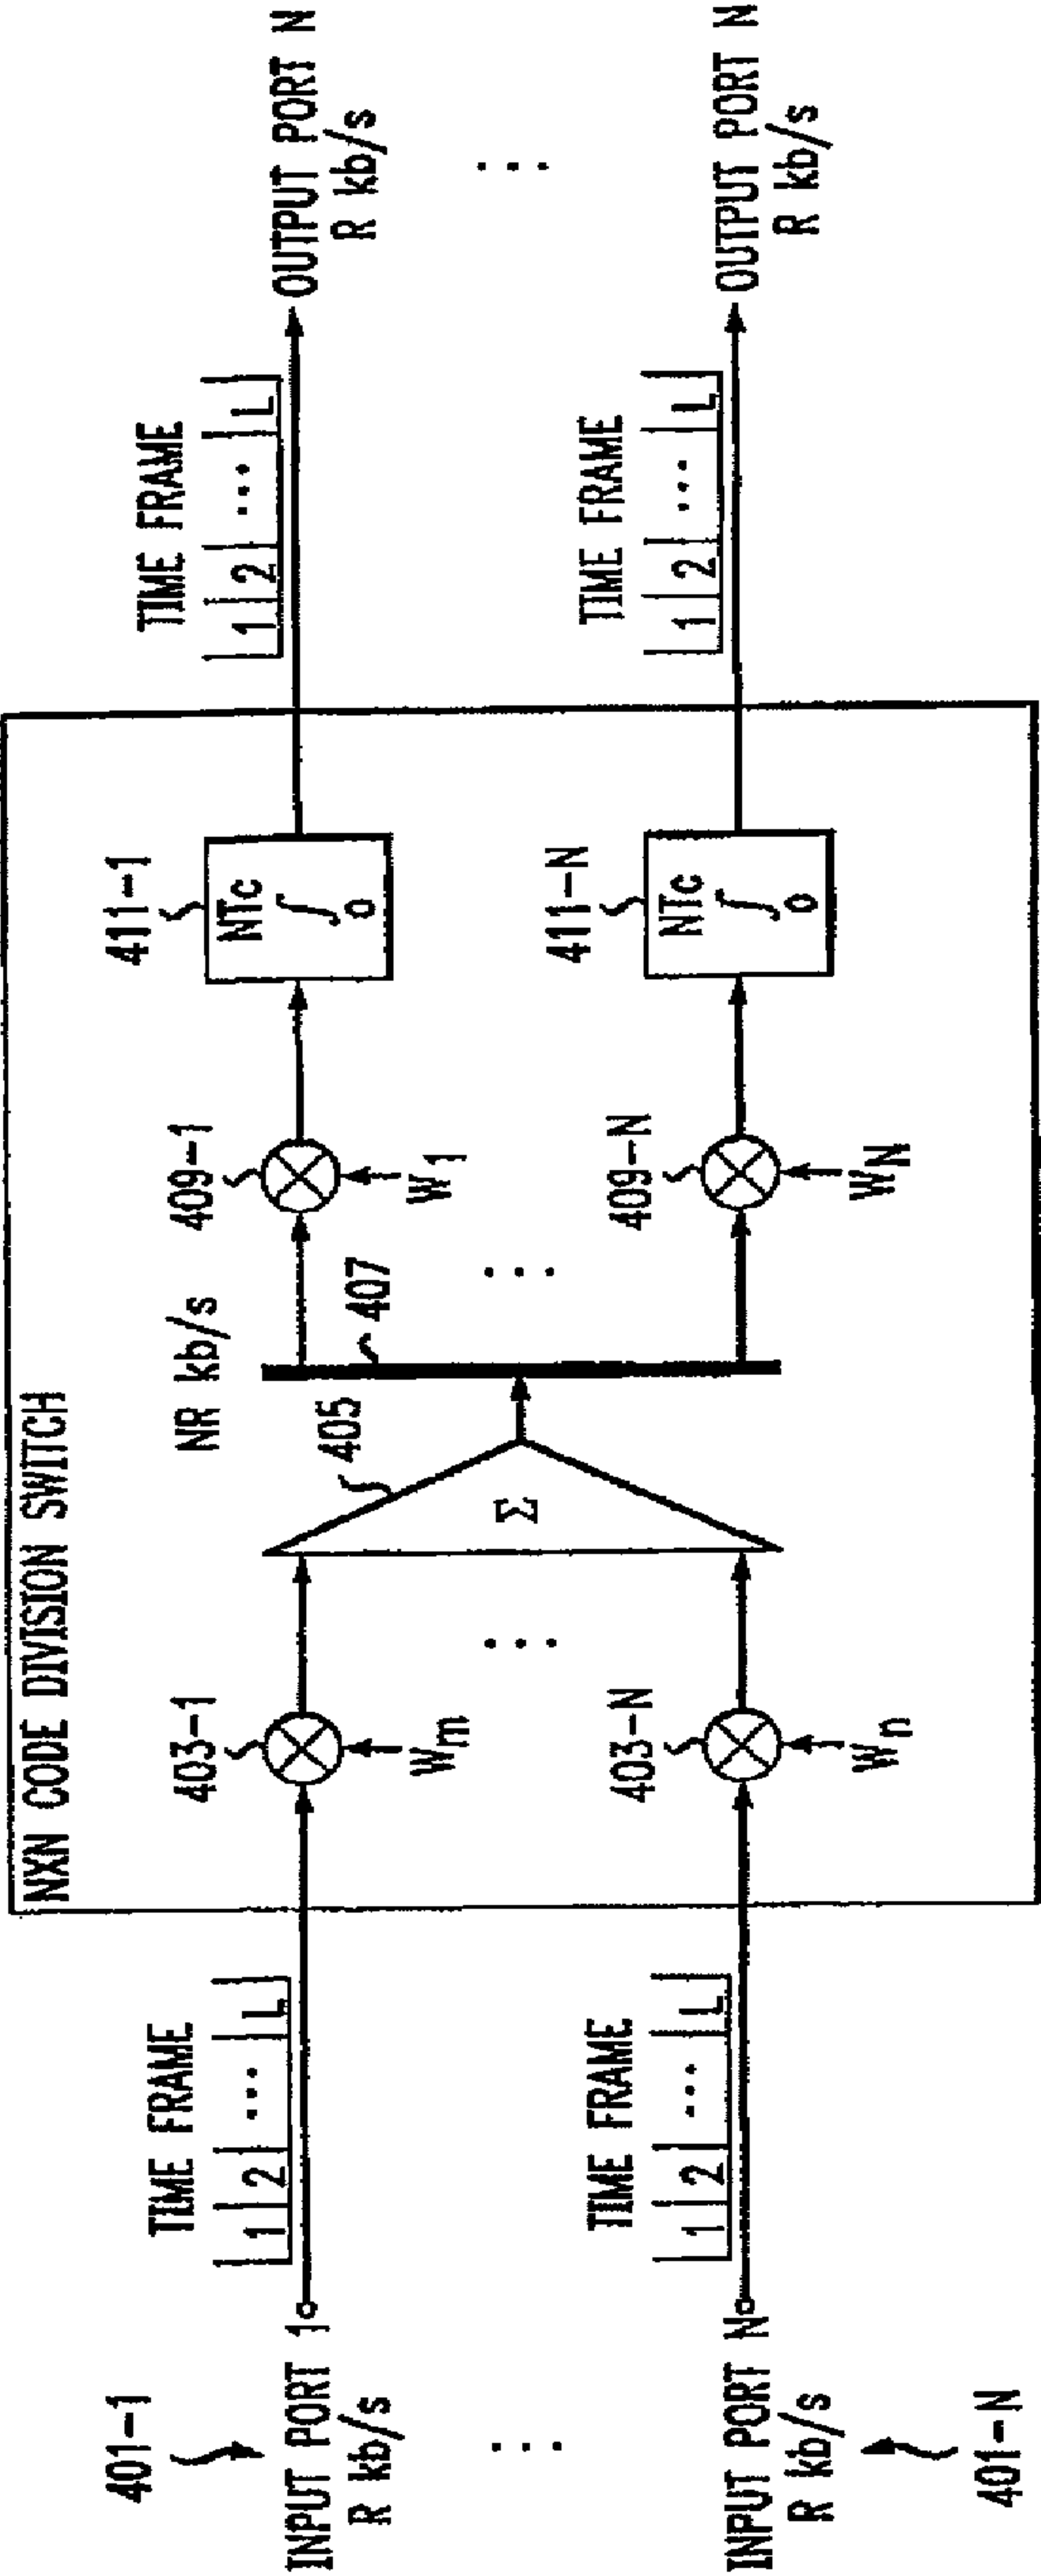 NXN CODE DIVISION SWITCH
401-1
INPUT PORT 1
R kb/s
TIME FRAME
1 2 ... L
403-1
Wm
...
405
Σ
NR kb/s
407
409-1
W1
...
411-1
NTc
∫
0
TIME FRAME
1 2 ... L
OUTPUT PORT N
R kb/s
...
...
INPUT PORT N
R kb/s
401-N
TIME FRAME
1 2 ... L
403-N
Wn
409-N
WN
411-N
NTc
∫
0
TIME FRAME
1 2 ... L
OUTPUT PORT N
R kb/s